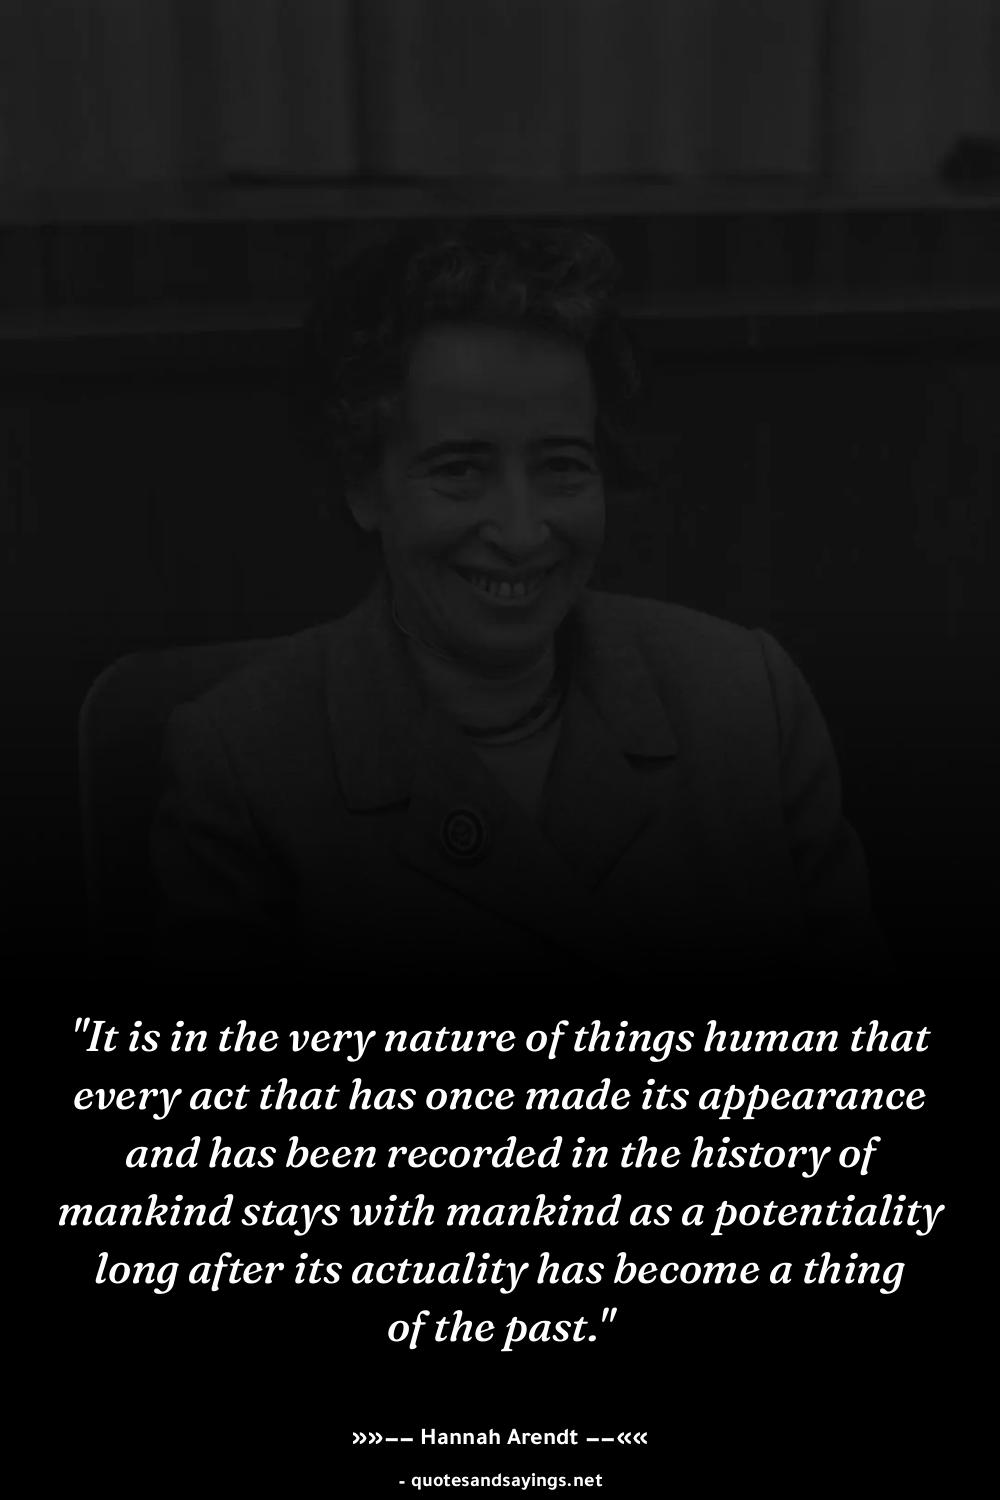 "It is in the very nature of things human that
every act that has once made its appearance
and has been recorded in the history of
mankind stays with mankind as a potentiality
long after its actuality has become a thing
of the past."
»»−− Hannah Arendt −−««
- quotesandsayings.net